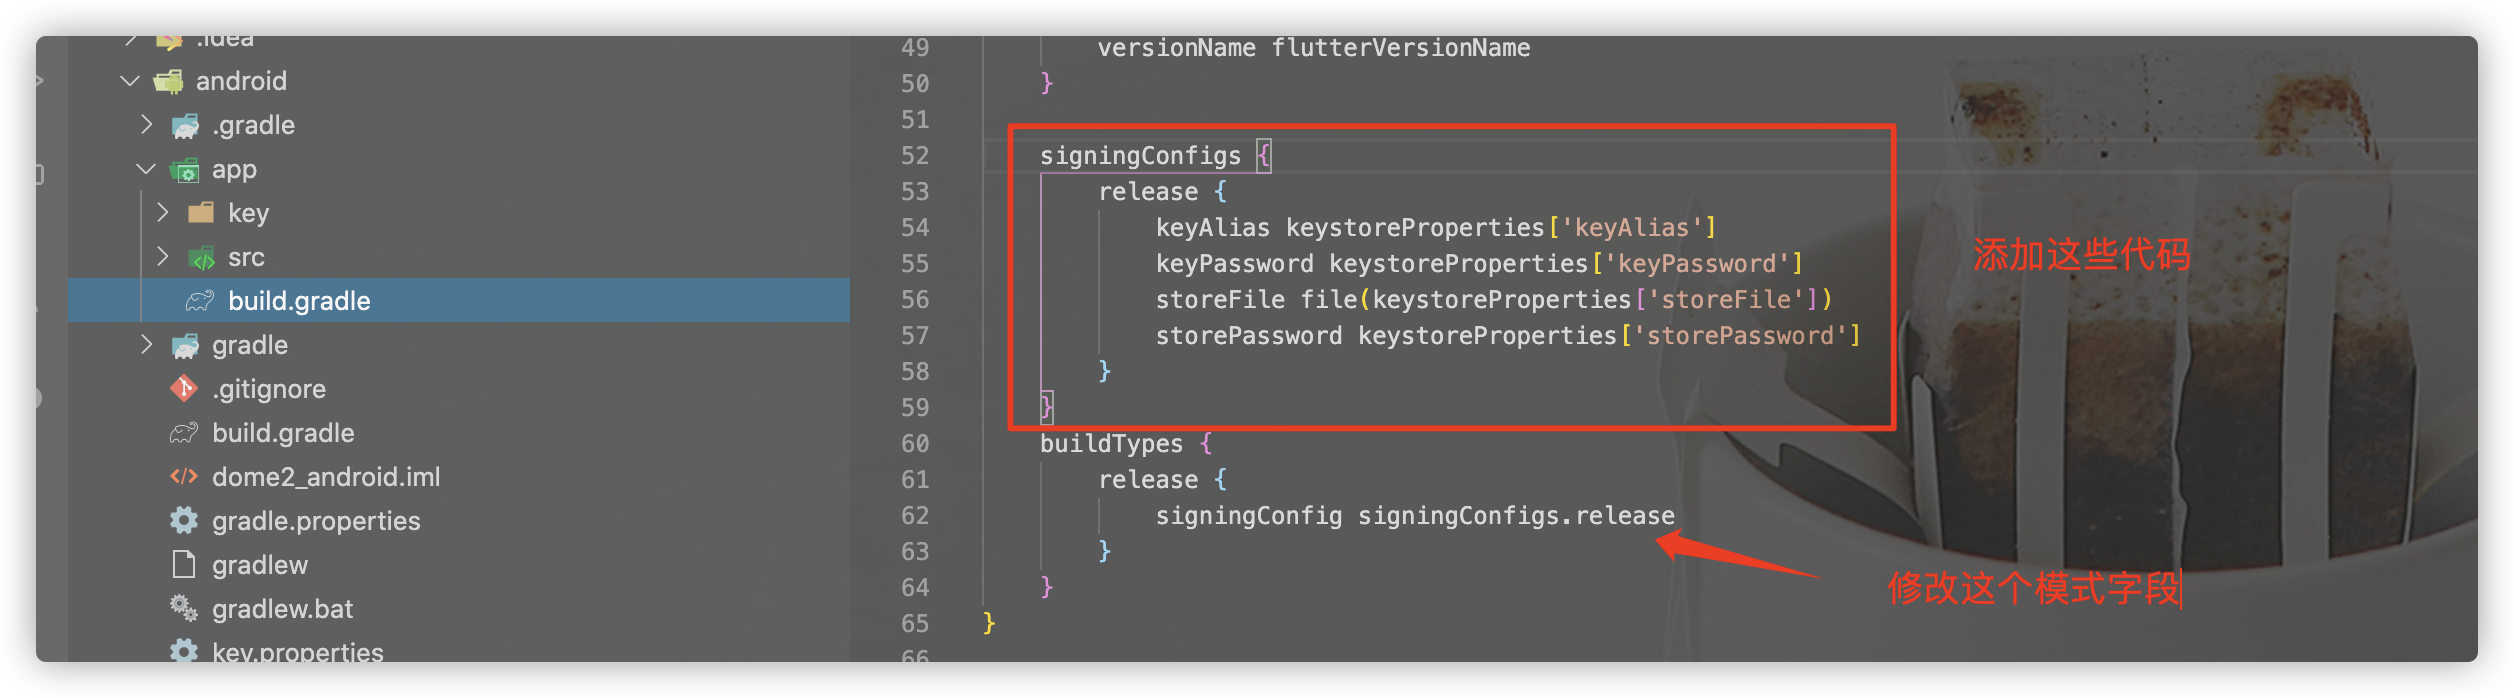 .idea
android
.gradle
app
key
src
build.gradle
gradle
.gitignore
build.gradle
dome2_android.iml
gradle.properties
gradlew
gradlew.bat
key.properties
49 versionName flutterVersionName
50 }
51
52 signingConfigs {
53 release {
54 keyAlias keystoreProperties['keyAlias']
55 keyPassword keystoreProperties['keyPassword']
56 storeFile file(keystoreProperties['storeFile'])
57 storePassword keystoreProperties['storePassword']
58 }
59 }
60 buildTypes {
61 release {
62 signingConfig signingConfigs.release
63 }
64 }
65 }
66
添加这些代码
修改这个模式字段